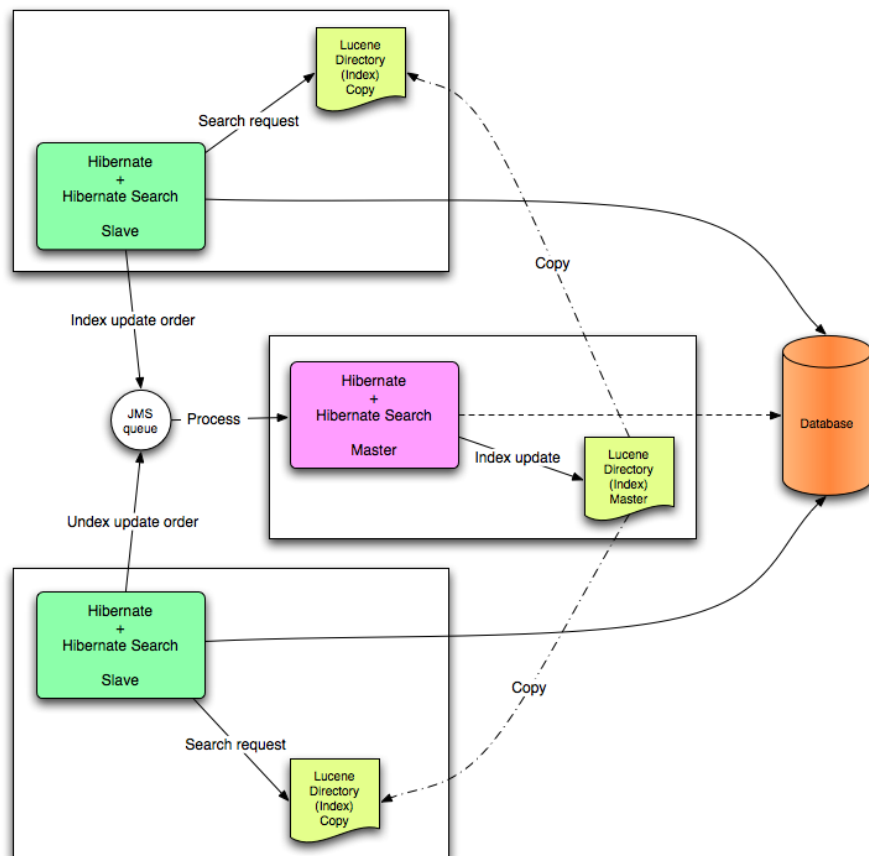 Lucene
Directory
(Index)
Copy
Search request
Hibernate
+
Hibernate Search
Slave
Copy
Index update order
Hibernate
+
Hibernate Search
Master
JMS
queue
Process
Database
Index update
Lucene
Directory
(Index)
Master
Undex update order
Hibernate
+
Hibernate Search
Slave
Copy
Search request
Lucene
Directory
(Index)
Copy